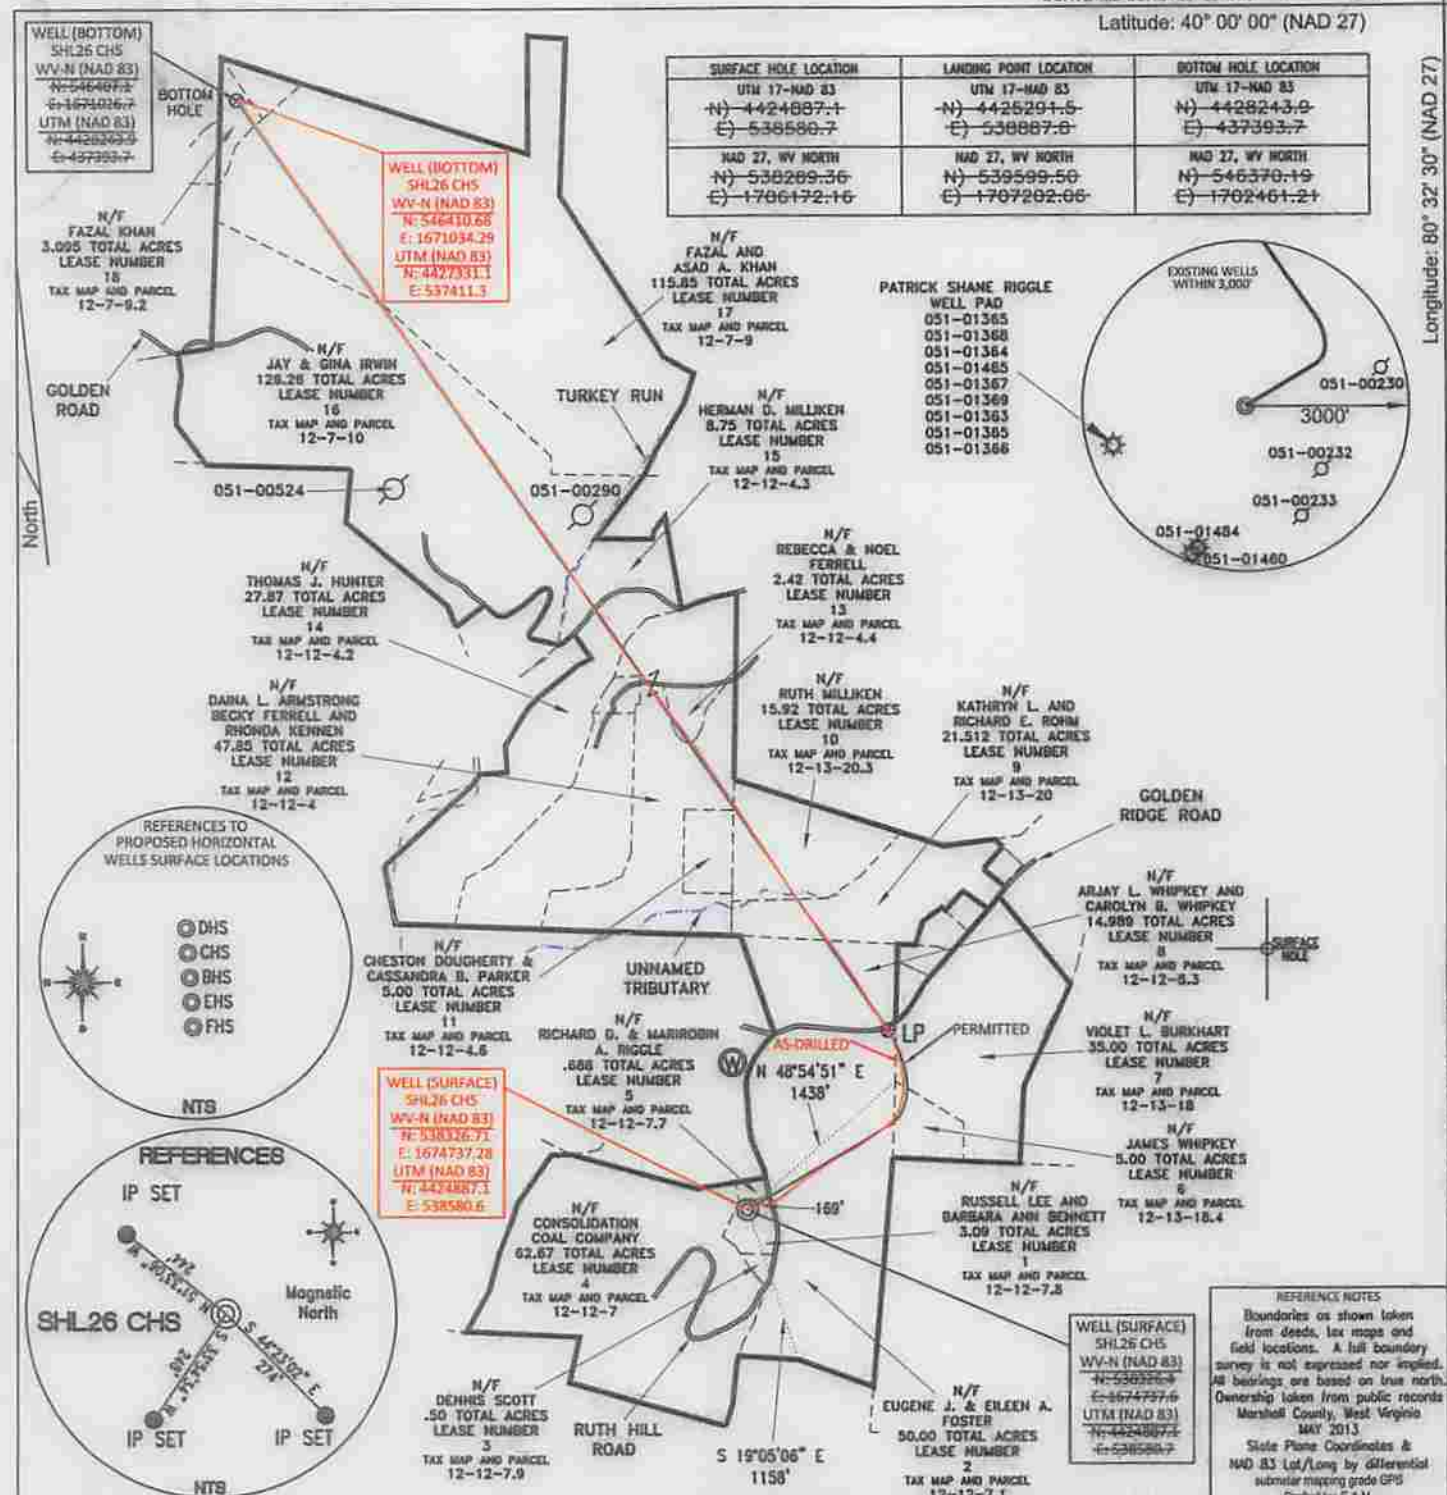 Latitude: 40° 00' 00" (NAD 27)
Longitude: 80° 32' 30" (NAD 27)
WELL (BOTTOM)
SHL26 CHS
WV-N (NAD 83)
N: 546407.1
E: 1671026.7
UTM (NAD 83)
E: 437393.7
BOTTOM
HOLE
SURFACE HOLE LOCATION
UTM 17-NAD 83
N) 4424887.1
E) 538580.7
NAD 27, WV NORTH
N) 538289.36
E) 1706172.16
LANDING POINT LOCATION
UTM 17-NAD 83
N) 4425291.5
E) 538887.8
NAD 27, WV NORTH
N) 539599.50
E) 1707202.06
BOTTOM HOLE LOCATION
UTM 17-NAD 83
N) 4428243.9
E) 437393.7
NAD 27, WV NORTH
N) 546370.19
E) 1702461.21
WELL (BOTTOM)
SHL26 CHS
WV-N (NAD 83)
N: 546410.68
E: 1671034.29
UTM (NAD 83)
N: 4427331.1
E: 537411.3
N/F
FAZAL KHAN
3.095 TOTAL ACRES
LEASE NUMBER
18
TAX MAP AND PARCEL
12-7-9.2
N/F
FAZAL AND
ASAD A. KHAN
115.85 TOTAL ACRES
LEASE NUMBER
17
TAX MAP AND PARCEL
12-7-9
PATRICK SHANE RIGGLE
WELL PAD
051-01365
051-01368
051-01364
051-01465
051-01367
051-01369
051-01363
051-01365
051-01366
EXISTING WELLS
WITHIN 3,000'
051-00230
3000'
051-00232
051-00233
051-01484
051-01460
GOLDEN
ROAD
N/F
JAY & GINA IRWIN
126.26 TOTAL ACRES
LEASE NUMBER
16
TAX MAP AND PARCEL
12-7-10
TURKEY RUN
N/F
HERMAN D. MILLIKEN
8.75 TOTAL ACRES
LEASE NUMBER
15
TAX MAP AND PARCEL
12-12-4.3
051-00524
051-00290
North
N/F
THOMAS J. HUNTER
27.87 TOTAL ACRES
LEASE NUMBER
14
TAX MAP AND PARCEL
12-12-4.2
N/F
REBECCA & NOEL
FERRELL
2.42 TOTAL ACRES
LEASE NUMBER
13
TAX MAP AND PARCEL
12-12-4.4
N/F
DAINA L. ARMSTRONG
BECKY FERRELL AND
RHONDA KENNEN
47.85 TOTAL ACRES
LEASE NUMBER
12
TAX MAP AND PARCEL
12-12-4
N/F
RUTH MILLIKEN
15.92 TOTAL ACRES
LEASE NUMBER
10
TAX MAP AND PARCEL
12-13-20.3
N/F
KATHRYN L. AND
RICHARD E. ROHM
21.512 TOTAL ACRES
LEASE NUMBER
9
TAX MAP AND PARCEL
12-13-20
GOLDEN
RIDGE ROAD
REFERENCES TO
PROPOSED HORIZONTAL
WELLS SURFACE LOCATIONS
DHS
CHS
BHS
EHS
FHS
NTS
N/F
ARJAY L. WHIPKEY AND
CAROLYN B. WHIPKEY
14.989 TOTAL ACRES
LEASE NUMBER
8
TAX MAP AND PARCEL
12-12-6.3
SURFACE
HOLE
N/F
CHESTON DOUGHERTY &
CASSANDRA B. PARKER
5.00 TOTAL ACRES
LEASE NUMBER
11
TAX MAP AND PARCEL
12-12-4.6
UNNAMED
TRIBUTARY
N/F
RICHARD D. & MARIROBIN
A. RIGGLE
.688 TOTAL ACRES
LEASE NUMBER
5
TAX MAP AND PARCEL
12-12-7.7
W
AS-DRILLED
LP
PERMITTED
N 48°54'51" E
1438'
N/F
VIOLET L. BURKHART
35.00 TOTAL ACRES
LEASE NUMBER
7
TAX MAP AND PARCEL
12-13-18
N/F
JAMES WHIPKEY
5.00 TOTAL ACRES
LEASE NUMBER
6
TAX MAP AND PARCEL
12-13-18.4
WELL (SURFACE)
SHL26 CHS
WV-N (NAD 83)
N: 538326.71
E: 1674737.28
UTM (NAD 83)
N: 4424887.1
E: 538580.6
169'
REFERENCES
IP SET
Magnetic
North
244'
SHL26 CHS
S 44°23'02" E
274'
IP SET
IP SET
NTS
N/F
CONSOLIDATION
COAL COMPANY
62.67 TOTAL ACRES
LEASE NUMBER
4
TAX MAP AND PARCEL
12-12-7
N/F
RUSSELL LEE AND
BARBARA ANN BENNETT
3.09 TOTAL ACRES
LEASE NUMBER
1
TAX MAP AND PARCEL
12-12-7.8
N/F
DENNIS SCOTT
.50 TOTAL ACRES
LEASE NUMBER
3
TAX MAP AND PARCEL
12-12-7.9
RUTH HILL
ROAD
S 19°05'06" E
1158'
N/F
EUGENE J. & EILEEN A.
FOSTER
50.00 TOTAL ACRES
LEASE NUMBER
2
TAX MAP AND PARCEL
12-12-7.1
WELL (SURFACE)
SHL26 CHS
WV-N (NAD 83)
N: 538326.4
E: 1674737.6
UTM (NAD 83)
N: 4424887.1
E: 538580.7
REFERENCE NOTES
Boundaries as shown taken
from deeds, tax maps and
field locations. A full boundary
survey is not expressed nor implied.
All bearings are based on true north.
Ownership taken from public records
Marshall County, West Virginia
MAY 2013
State Plane Coordinates &
NAD 83 Lat/Long by differential
submeter mapping grade GPS